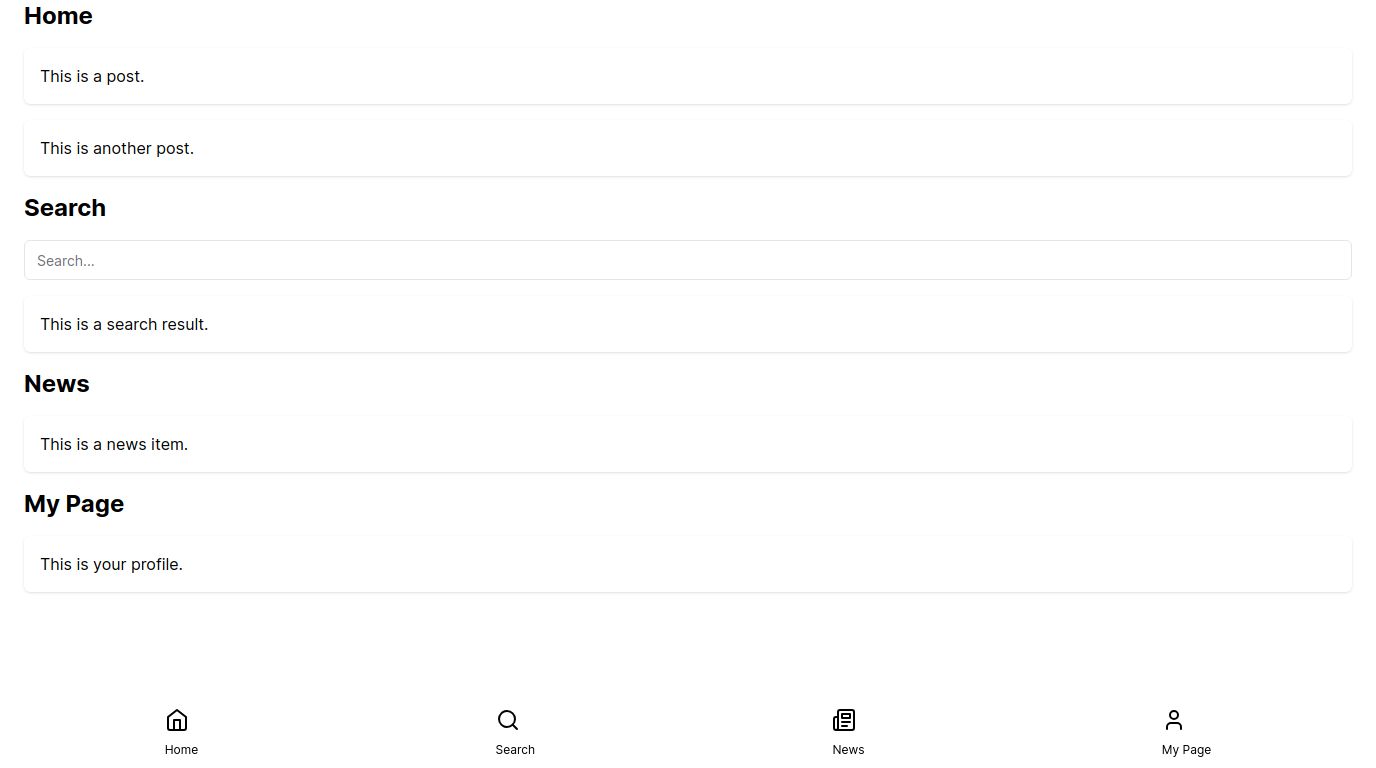 Home
This is a post.
This is another post.
Search
Search...
This is a search result.
News
This is a news item.
My Page
This is your profile.
Home
Search
News
My Page